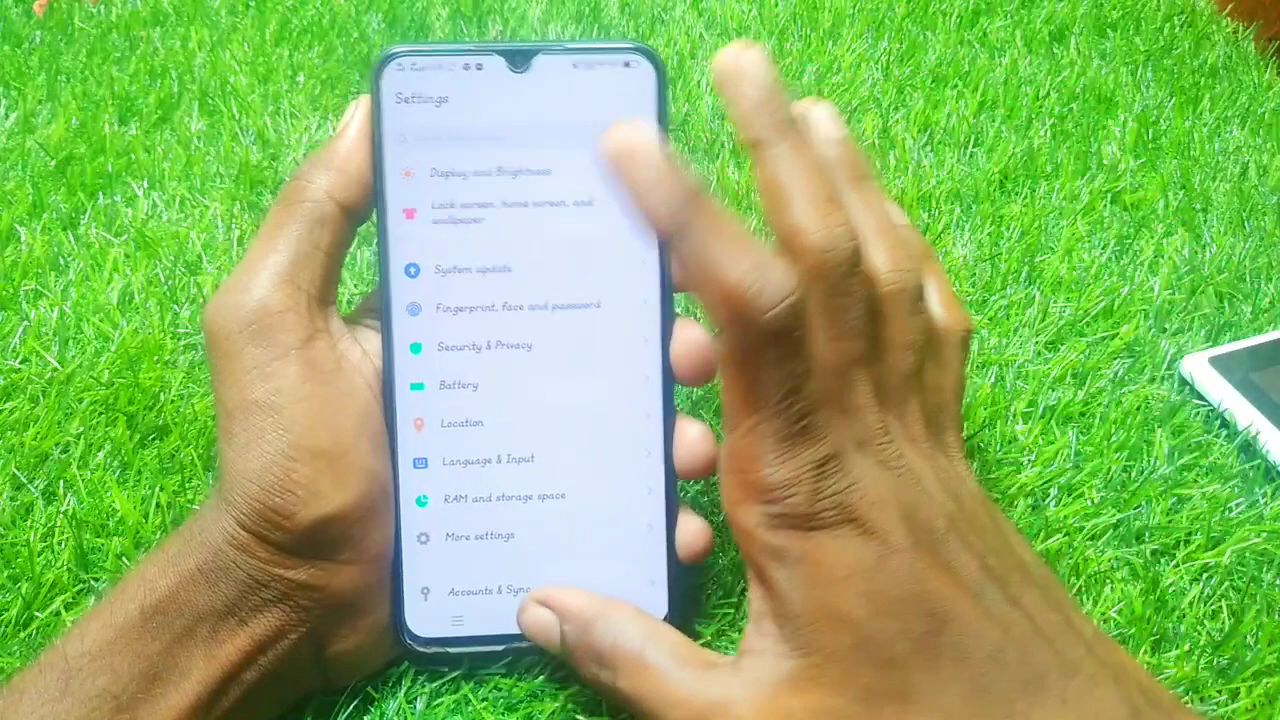 Settings
Display and Brightness
Lock screen, home screen, and
wallpaper
System update
Fingerprint, face and password
Security & Privacy
Battery
Location
Language & Input
RAM and storage space
More settings
Accounts & Sync